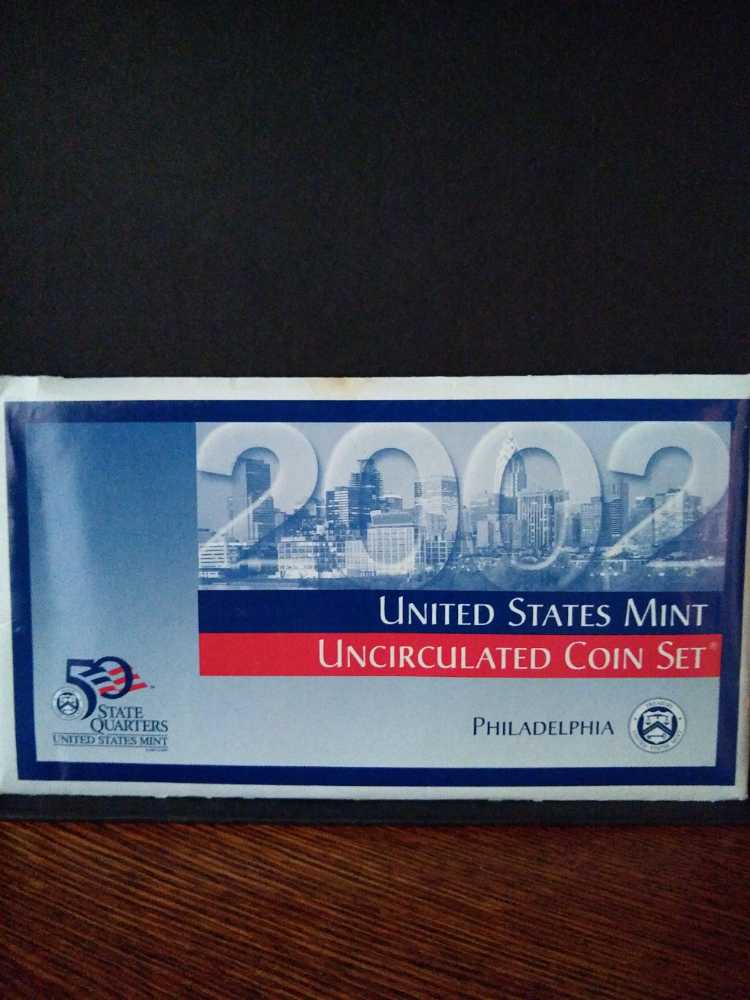 2002
UNITED STATES MINT
UNCIRCULATED COIN SET®
PHILADELPHIA
50
STATE
QUARTERS
UNITED STATES MINT